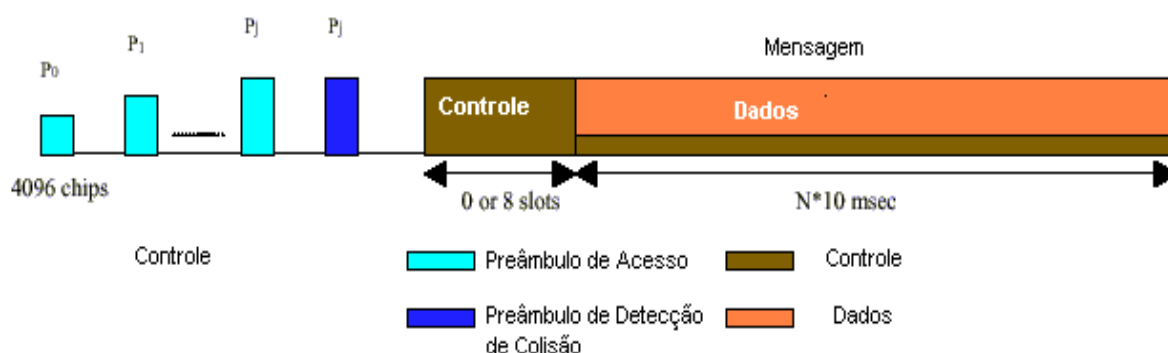 P0
P1
Pj
Pj
Mensagem
Controle
Dados
4096 chips
0 or 8 slots
N*10 msec
Controle
Preâmbulo de Acesso
Controle
Preâmbulo de Detecção
de Colisão
Dados